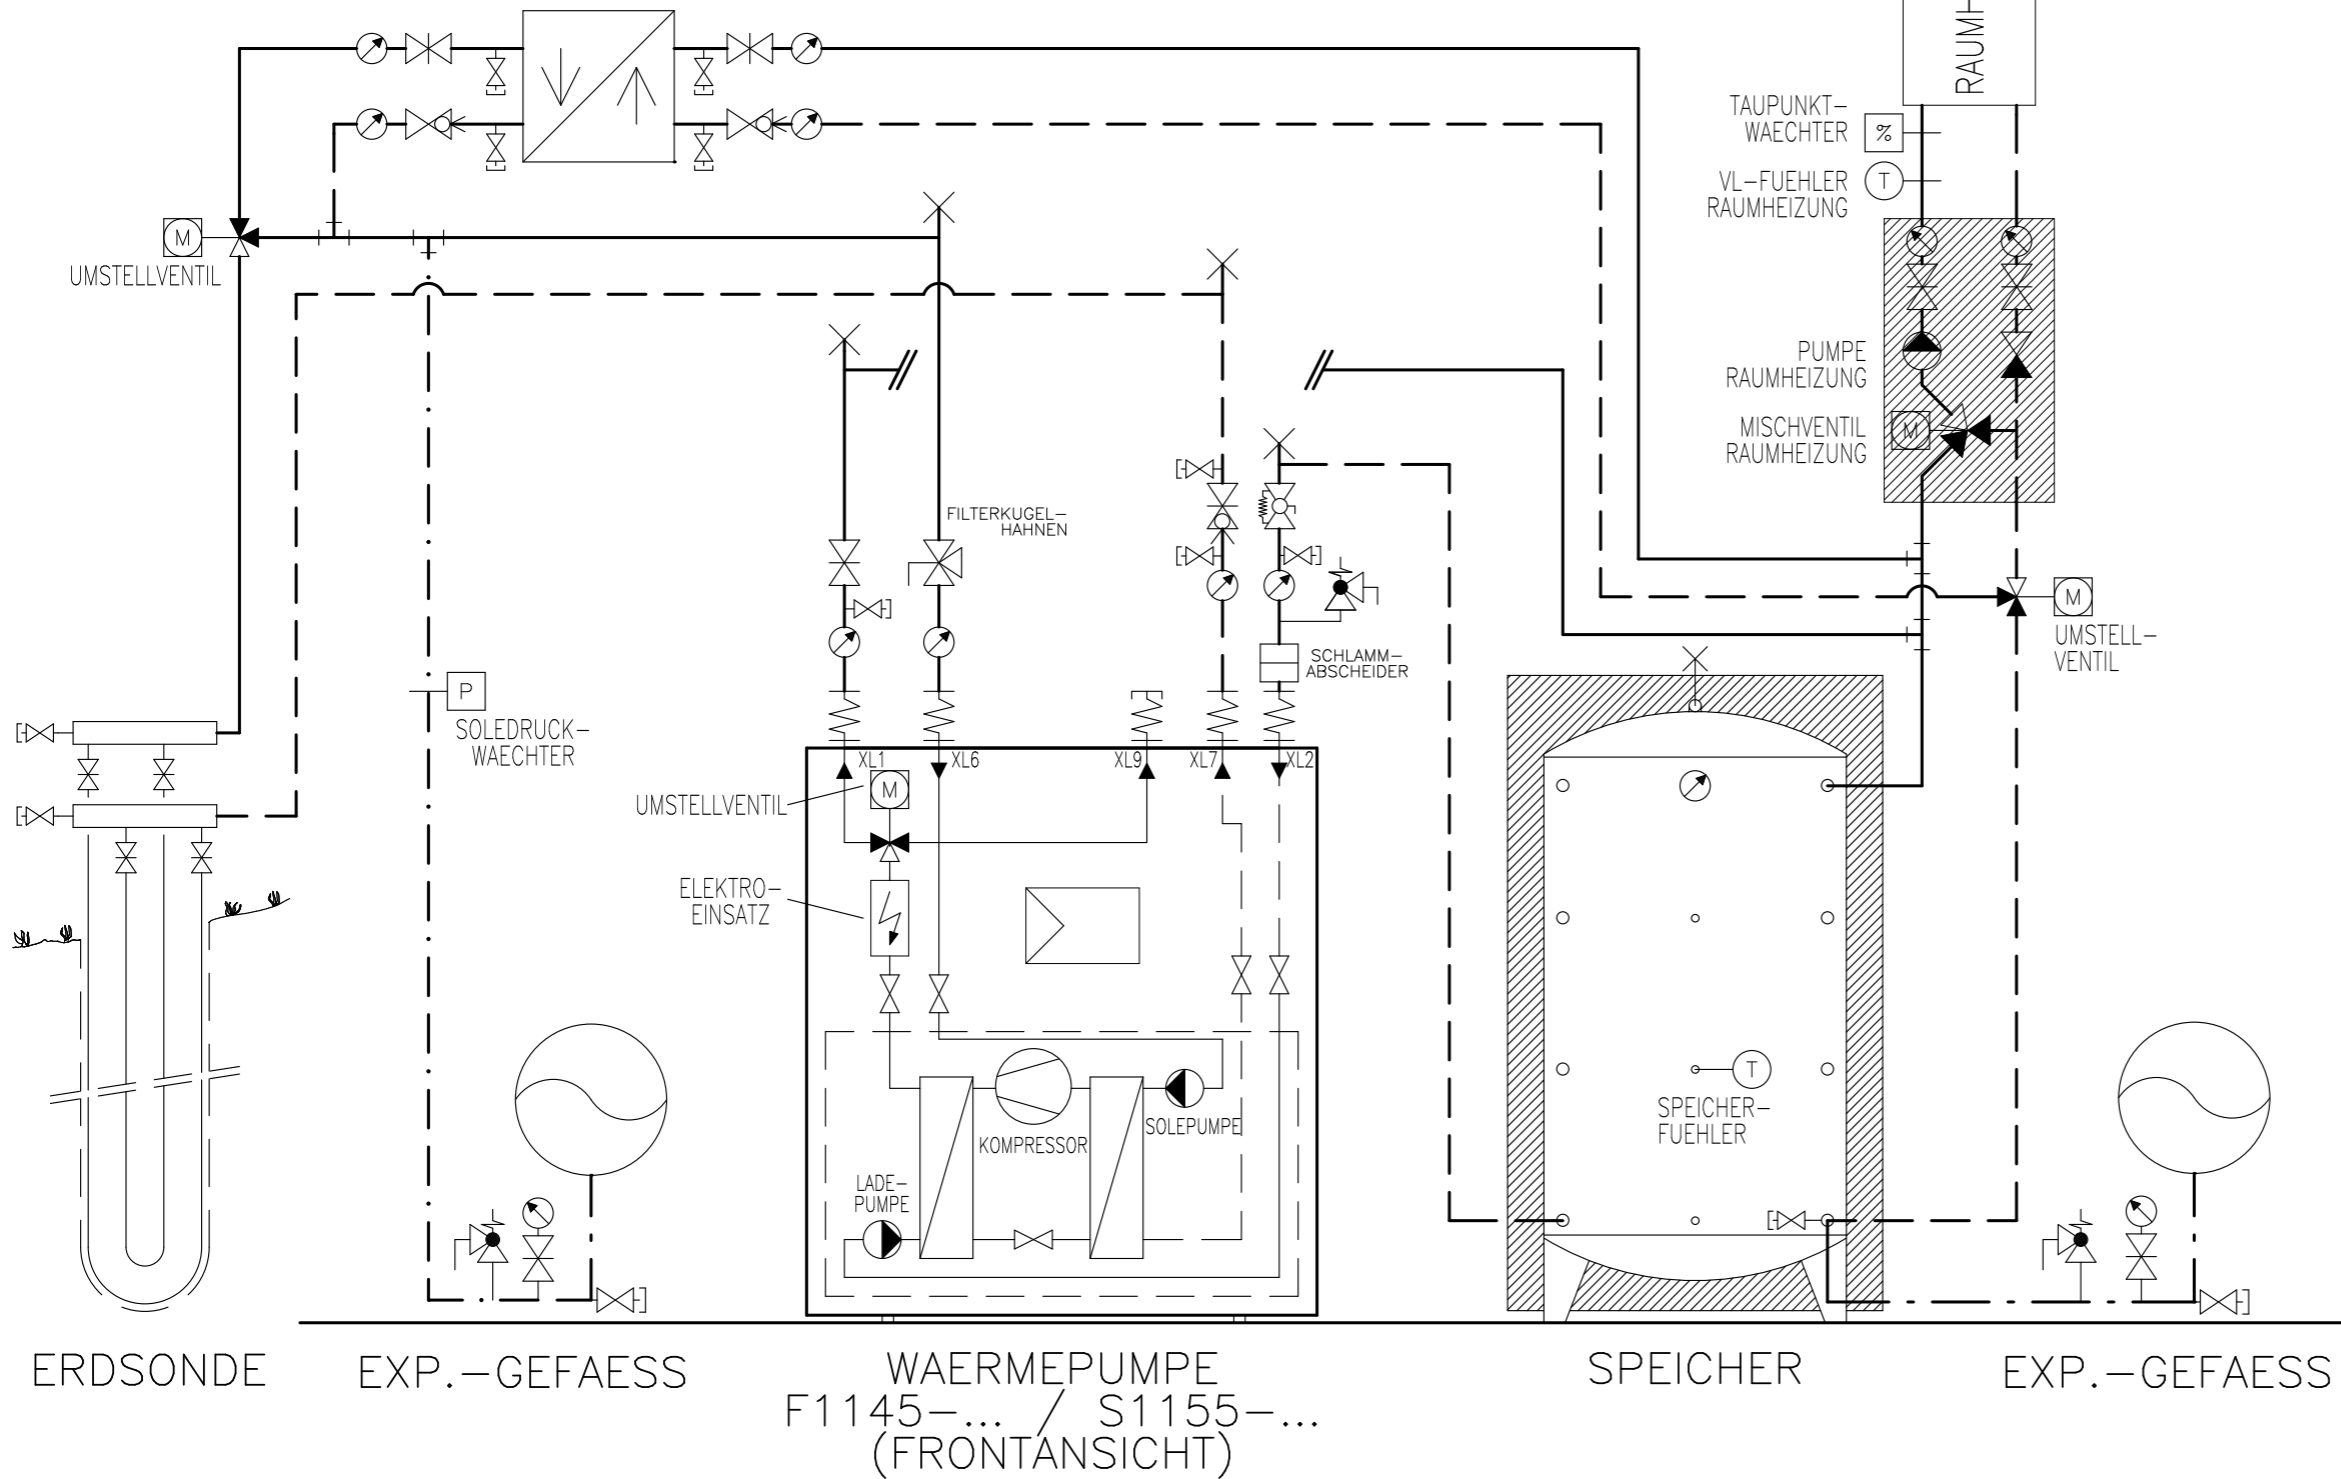 RAUMH
TAUPUNKT-
WAECHTER
%
VL-FUEHLER
RAUMHEIZUNG
T
M
UMSTELLVENTIL
PUMPE
RAUMHEIZUNG
MISCHVENTIL
RAUMHEIZUNG
M
FILTERKUGEL-
HAHNEN
M
UMSTELL-
VENTIL
SCHLAMM-
ABSCHEIDER
P
SOLEDRUCK-
WAECHTER
XL1
XL6
XL9
XL7
XL2
M
UMSTELLVENTIL
ELEKTRO-
EINSATZ
KOMPRESSOR
SOLEPUMPE
LADE-
PUMPE
T
SPEICHER-
FUEHLER
ERDSONDE
EXP.-GEFAESS
WAERMEPUMPE
F1145-... / S1155-...
(FRONTANSICHT)
SPEICHER
EXP.-GEFAESS